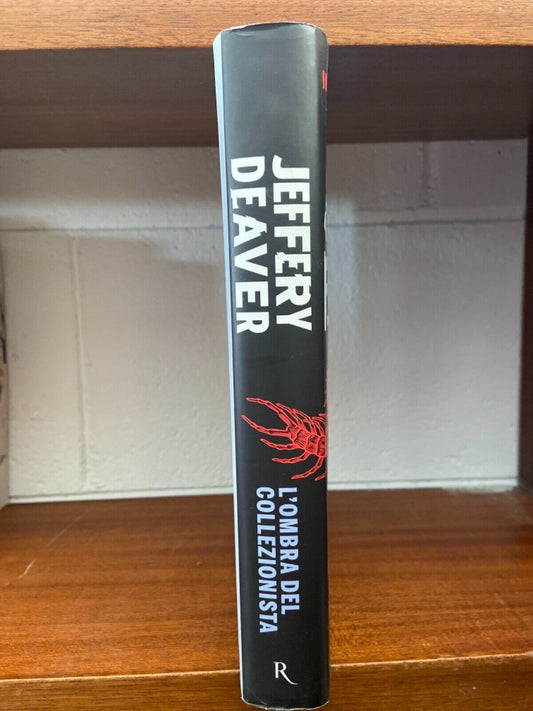 JEFFERY
DEAVER
L'OMBRA DEL
COLLEZIONISTA
R